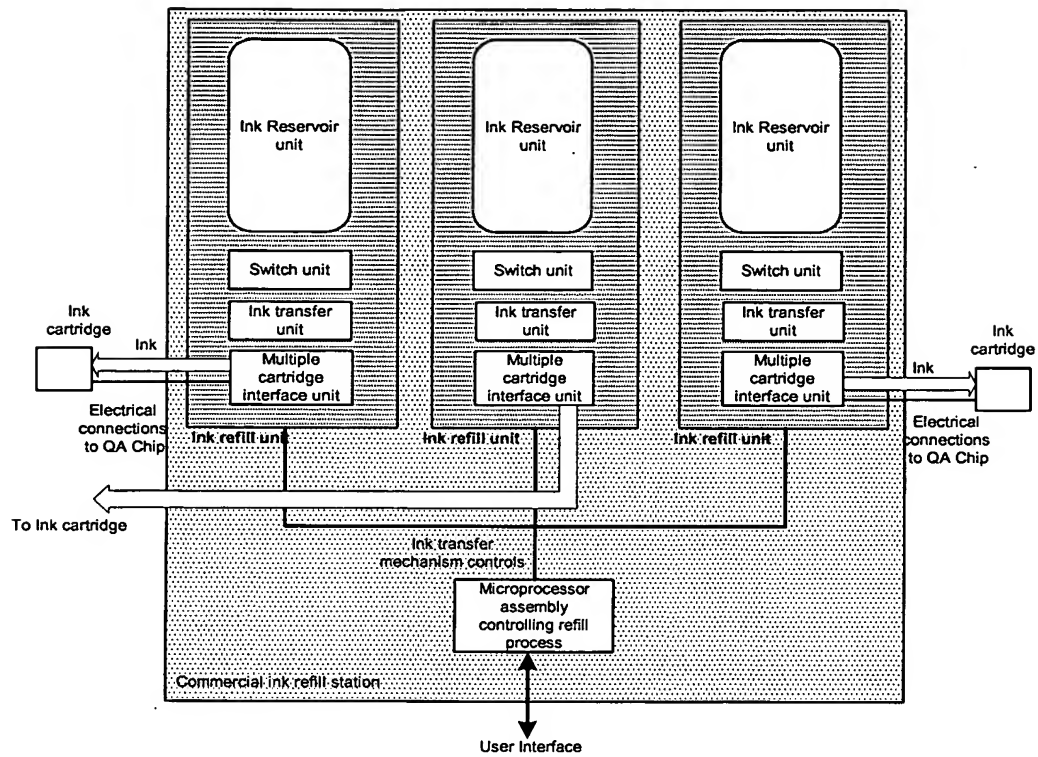 Ink Reservoir
unit
Ink Reservoir
unit
Ink Reservoir
unit
Switch unit
Switch unit
Switch unit
Ink transfer
unit
Ink transfer
unit
Ink transfer
unit
Ink
cartridge
Ink
Multiple
cartridge
interface unit
Multiple
cartridge
interface unit
Multiple
cartridge
interface unit
Ink
Ink
cartridge
Electrical
connections
to QA Chip
Ink refill unit
Ink refill unit
Ink refill unit
Electrical
connections
to QA Chip
To Ink cartridge
Ink transfer
mechanism controls
Microprocessor
assembly
controlling refill
process
Commercial ink refill station
User Interface